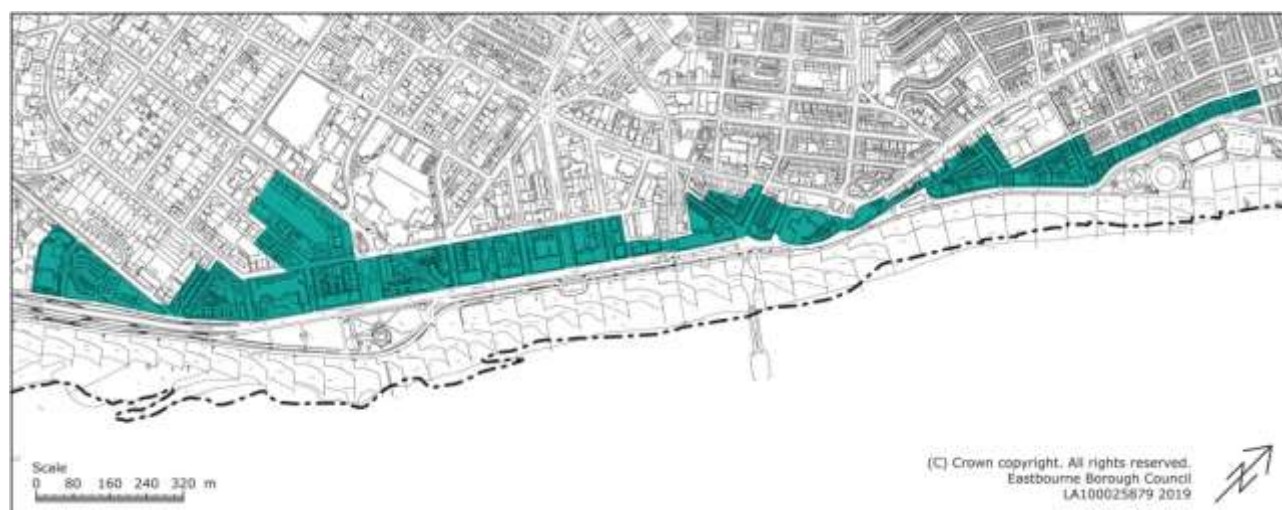 Scale
0 80 160 240 320 m
(C) Crown copyright. All rights reserved.
Eastbourne Borough Council
LA100025879 2019
N